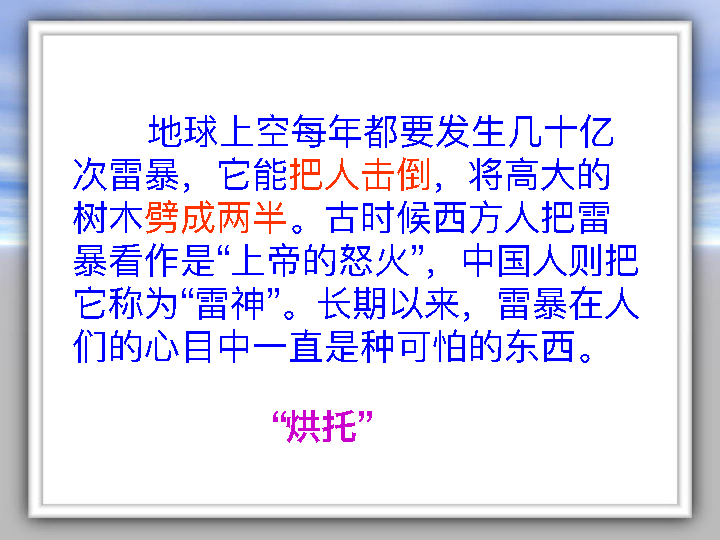 地球上空每年都要发生几十亿
次雷暴，它能把人击倒，将高大的
树木劈成两半。古时候西方人把雷
暴看作是“上帝的怒火”，中国人则把
它称为“雷神”。长期以来，雷暴在人
们的心目中一直是种可怕的东西。
“烘托”